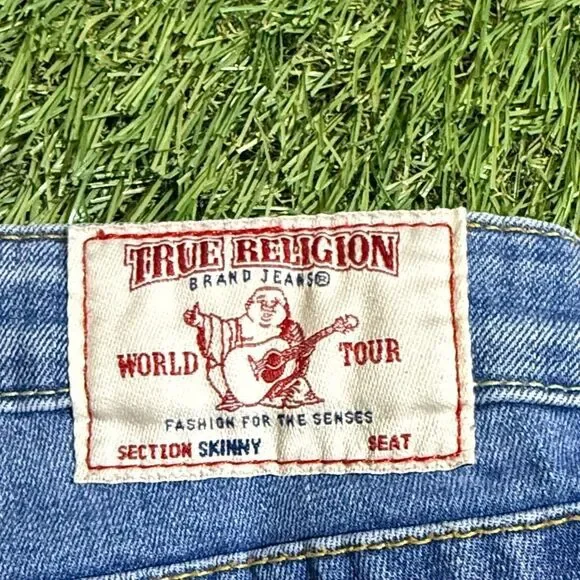 TRUE RELIGION
BRAND JEANS®
WORLD TOUR
FASHION FOR THE SENSES
SECTION SKINNY SEAT